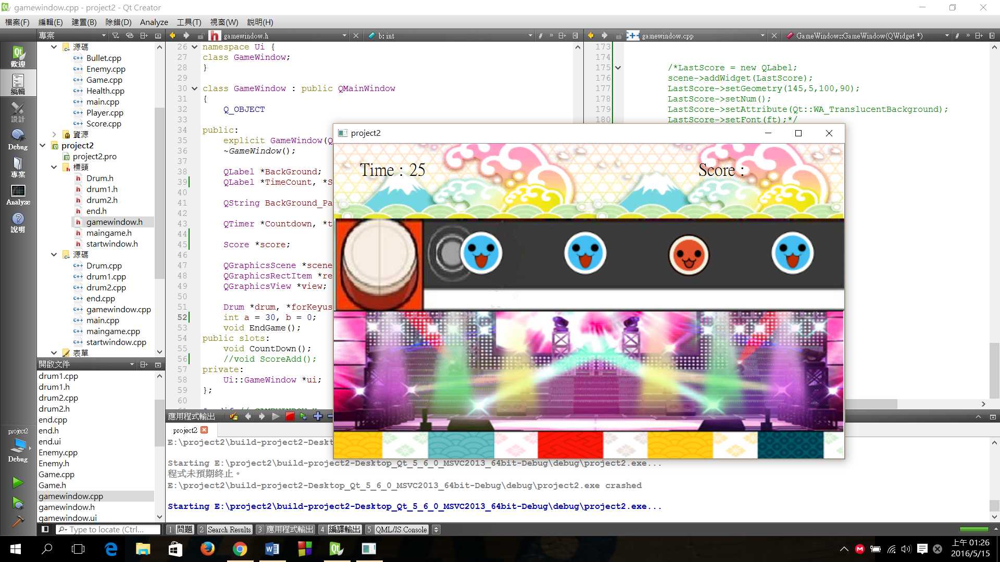 gamewindow.cpp - project2 - Qt Creator
檔案(F) 編輯(E) 建置(B) 除錯(D) Analyze 工具(T) 視窗(W) 說明(H)
專案
gamewindow.h
b: int
#
gamewindow.cpp
GameWindow::GameWindow(QWidget *)
#
歡迎
編輯
設計
Debug
專案
Analyze
說明
project2
Debug
源碼
Bullet.cpp
Enemy.cpp
Game.cpp
Health.cpp
main.cpp
Player.cpp
Score.cpp
資源
project2
project2.pro
標頭
Drum.h
drum1.h
drum2.h
end.h
gamewindow.h
maingame.h
startwindow.h
源碼
Drum.cpp
drum1.cpp
drum2.cpp
end.cpp
gamewindow.cpp
main.cpp
maingame.cpp
startwindow.cpp
表單
開啟文件
drum1.cpp
drum1.h
drum2.cpp
drum2.h
end.cpp
end.h
end.ui
Enemy.cpp
Enemy.h
Game.cpp
Game.h
gamewindow.cpp
gamewindow.h
gamewindow.ui
26 namespace Ui {
27 class GameWindow;
28 }
29
30 class GameWindow : public QMainWindow
31 {
32 Q_OBJECT
33
34 public:
35 explicit GameWindow(Q
36 ~GameWindow();
37
38 QLabel *BackGround;
39 QLabel *TimeCount, *S
40
41 QString BackGround_Pa
42
43 QTimer *Countdown, *t
44
45 Score *score;
46
47 QGraphicsScene *scene
48 QGraphicsRectItem *re
49 QGraphicsView *view;
50
51 Drum *drum, *forKeyus
52 int a = 30, b = 0;
53 void EndGame();
54 public slots:
55 void CountDown();
56 //void ScoreAdd();
57 private:
58 Ui::GameWindow *ui;
59 };
60
173
174
175 /*LastScore = new QLabel;
176 scene->addWidget(LastScore);
177 LastScore->setGeometry(145,5,100,90);
178 LastScore->setNum();
179 LastScore->setAttribute(Qt::WA_TranslucentBackground);
180 LastScore->setFont(ft);*/
project2
Time : 25
Score :
應用程式輸出
project2
E:\project2\build-project2-Deskt
Starting E:\project2\build-project2-Desktop_Qt_5_6_0_MSVC2013_64bit-Debug\debug\project2.exe...
程式未預期終止。
E:\project2\build-project2-Desktop_Qt_5_6_0_MSVC2013_64bit-Debug\debug\project2.exe crashed
Starting E:\project2\build-project2-Desktop_Qt_5_6_0_MSVC2013_64bit-Debug\debug\project2.exe...
Type to locate (Ctrl...
1 問題 2 Search Results 3 應用程式輸出 4 編譯輸出 5 QML/JS Console
上午 01:26
2016/5/15